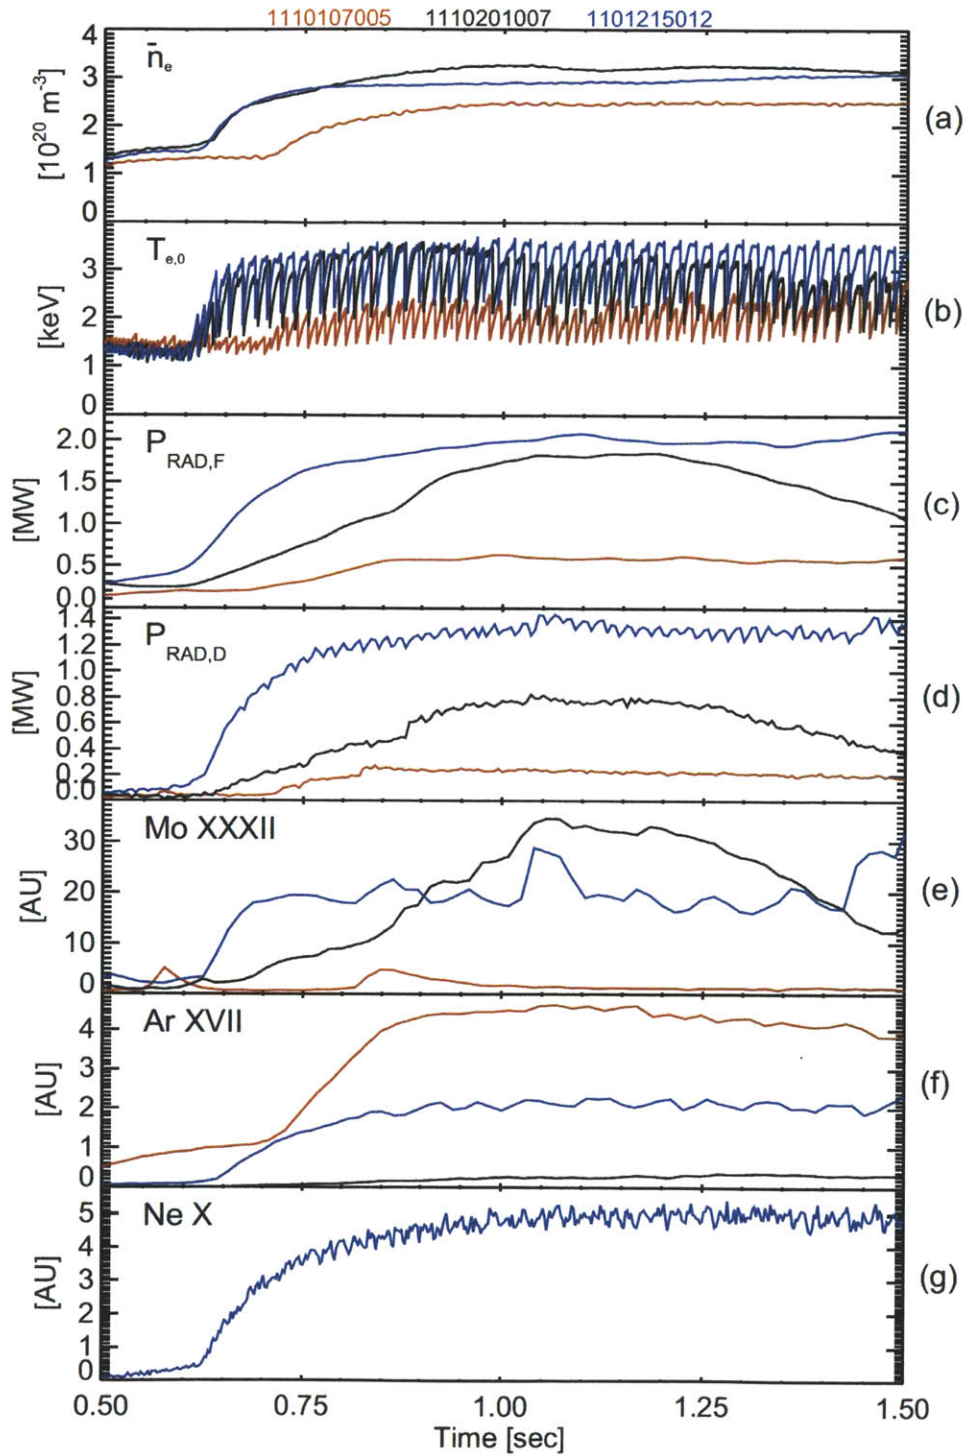 1110107005 1110201007 1101215012
4
3
2
1
0
[10²⁰ m⁻³]
n̄e
(a)
3
2
1
0
[keV]
Te,0
(b)
2.0
1.5
1.0
0.5
0.0
[MW]
PRAD,F
(c)
1.4
1.2
1.0
0.8
0.6
0.4
0.2
0.0
[MW]
PRAD,D
(d)
30
20
10
0
[AU]
Mo XXXII
(e)
4
3
2
1
0
[AU]
Ar XVII
(f)
5
4
3
2
1
0
[AU]
Ne X
(g)
0.50 0.75 1.00 1.25 1.50
Time [sec]